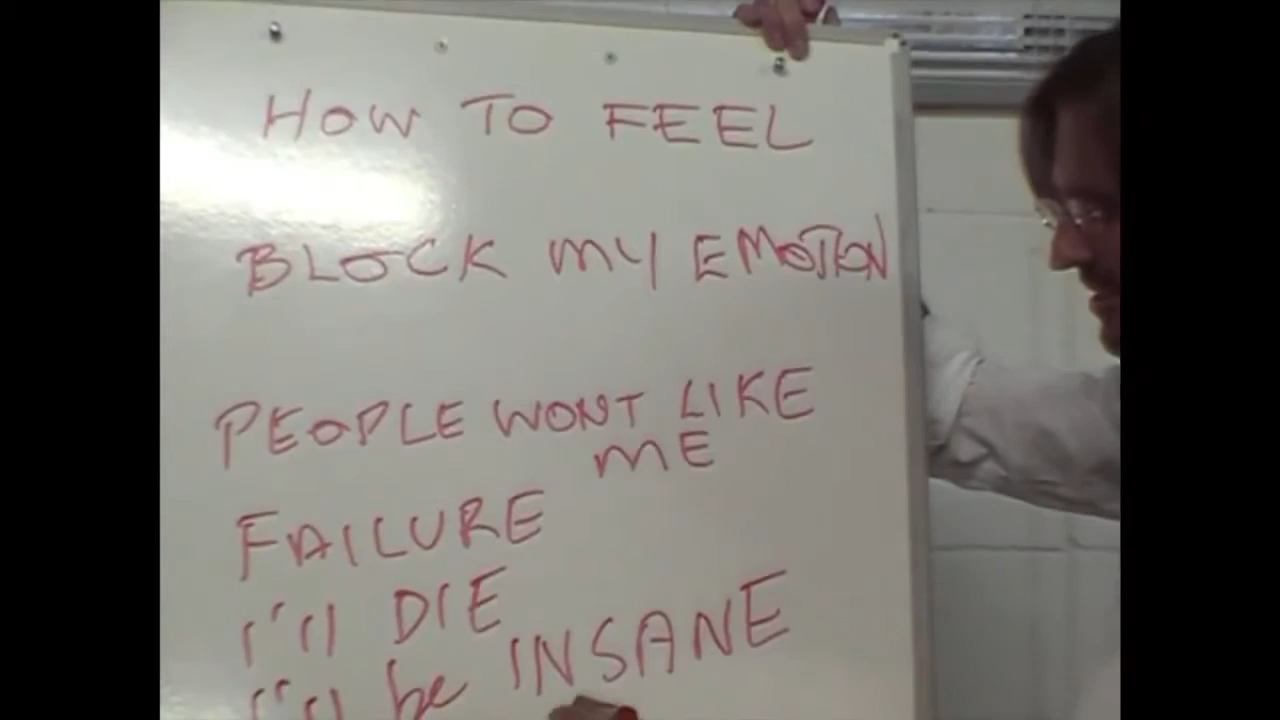 HOW TO FEEL
BLOCK MY EMOTION
PEOPLE WONT LIKE
ME
FAILURE
I'll DIE
I'll be INSANE